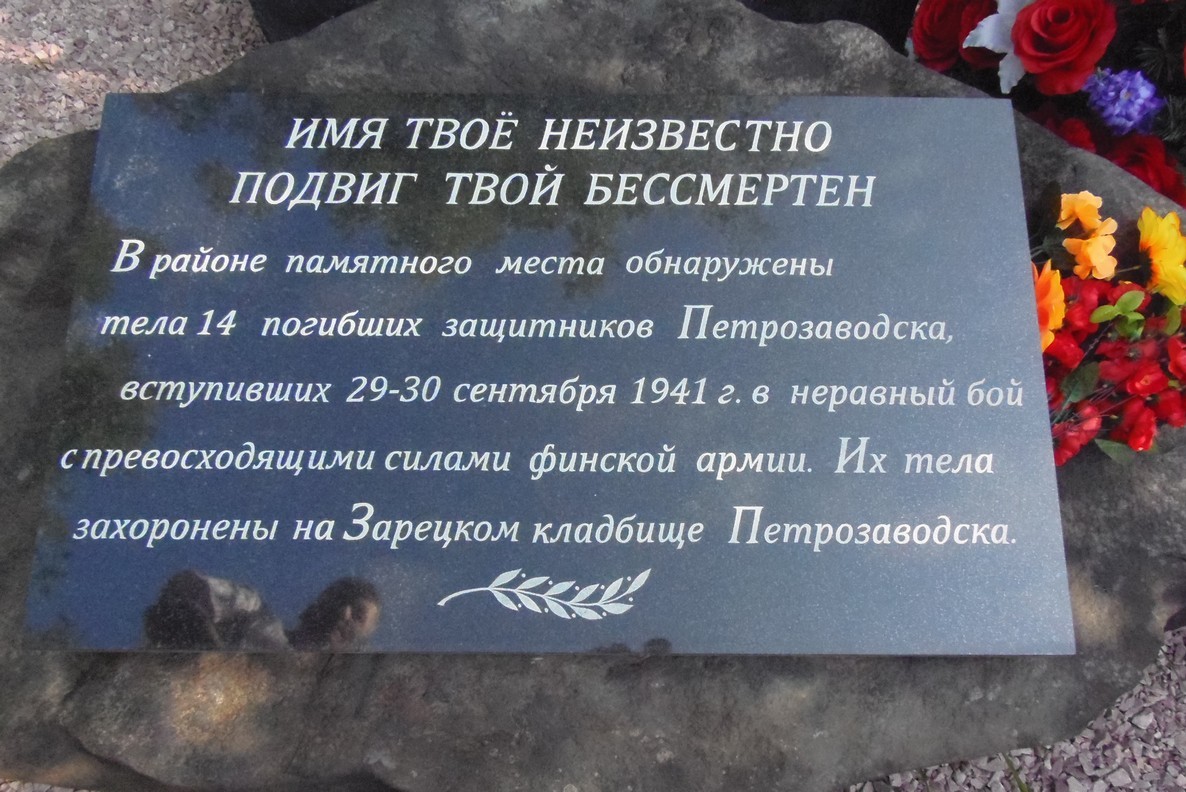 ИМЯ ТВОЁ НЕИЗВЕСТНО
ПОДВИГ ТВОЙ БЕССМЕРТЕН
В районе памятного места обнаружены
тела 14 погибших защитников Петрозаводска,
вступивших 29-30 сентября 1941 г. в неравный бой
с превосходящими силами финской армии. Их тела
захоронены на Зарецком кладбище Петрозаводска.